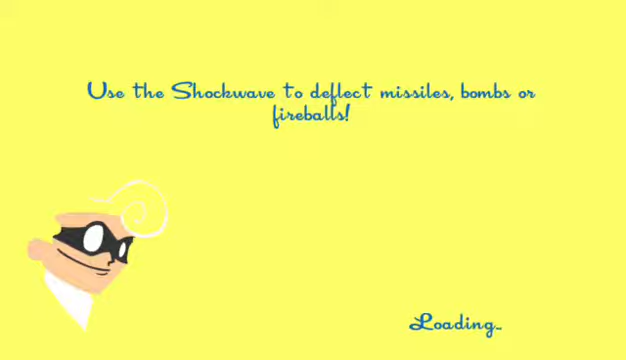 Use the Shockwave to deflect missiles, bombs or
fireballs!
Loading..